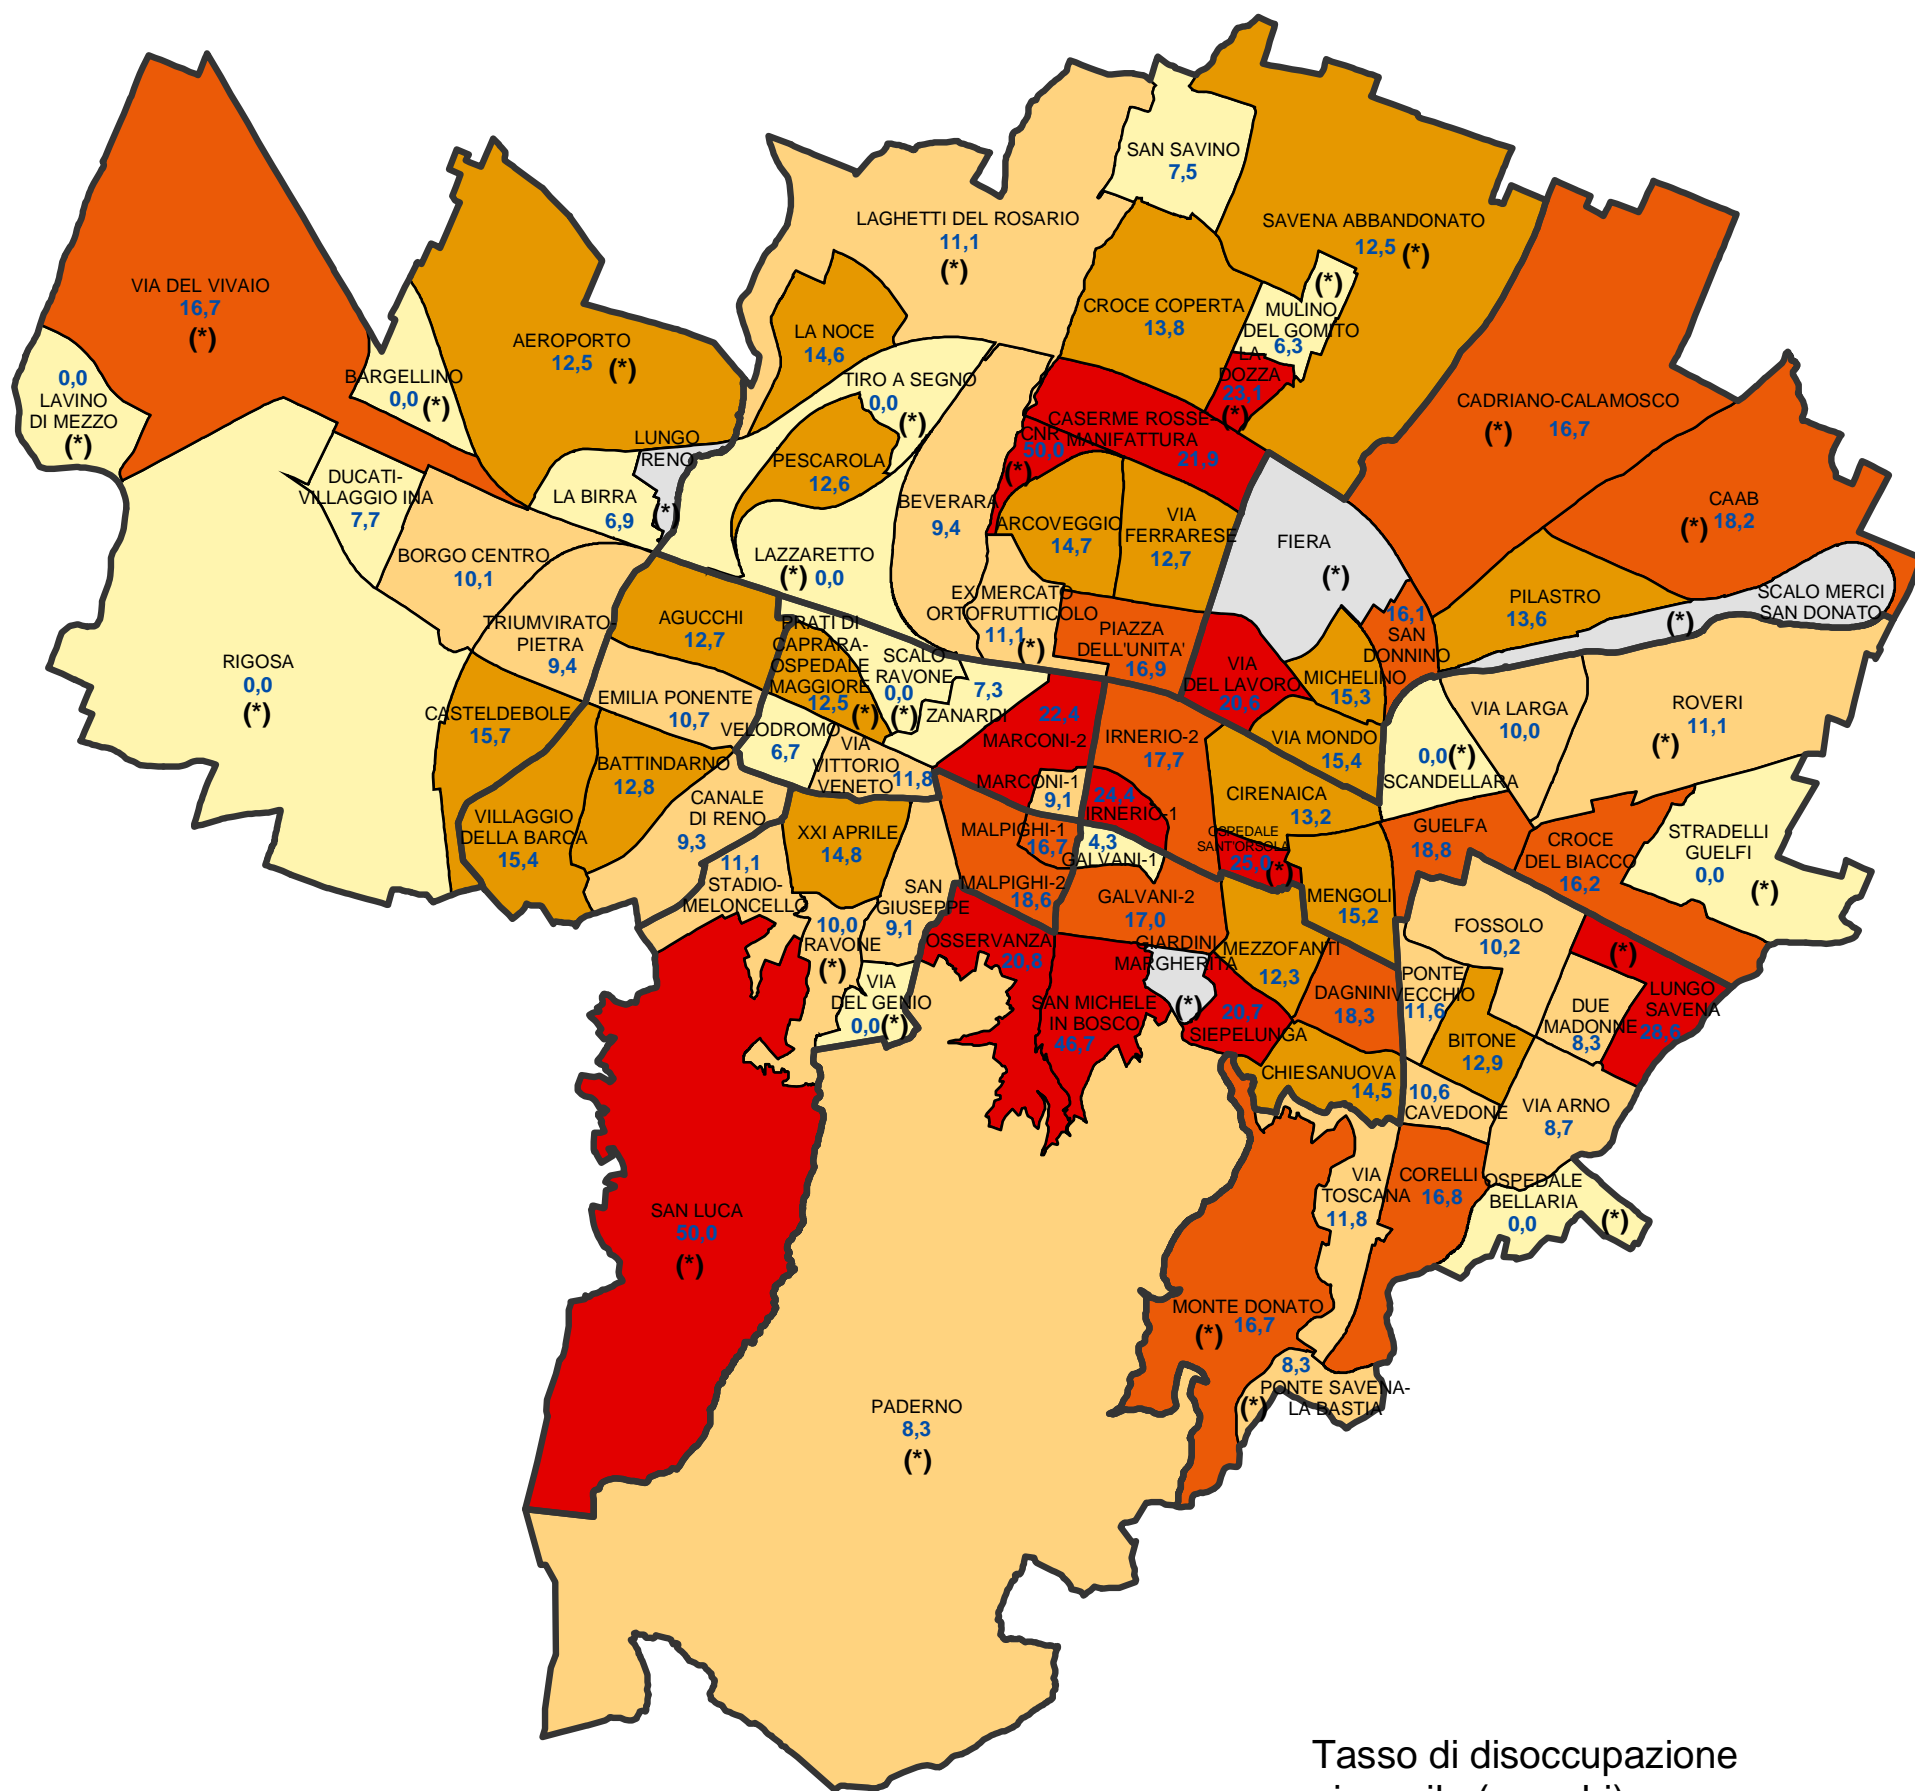 SAN SAVINO
7,5
LAGHETTI DEL ROSARIO
11,1
(*)
SAVENA ABBANDONATO
12,5 (*)
VIA DEL VIVAIO
16,7
(*)
CROCE COPERTA
13,8
(*)
MULINO
DEL GOMITO
6,3
AEROPORTO
12,5 (*)
LA NOCE
14,6
LA
DOZZA
23,1
(*)
0,0
LAVINO
DI MEZZO
(*)
BARGELLINO
0,0 (*)
TIRO A SEGNO
0,0
(*)
CADRIANO-CALAMOSCO
(*) 16,7
CASERME ROSSE-
MANIFATTURA
21,9
CNR
50,0
(*)
LUNGO
RENO
(*)
PESCAROLA
12,6
DUCATI-
VILLAGGIO INA
7,7
LA BIRRA
6,9
BEVERARA
9,4
ARCOVEGGIO
14,7
VIA
FERRARESE
12,7
FIERA
(*)
CAAB
(*) 18,2
BORGO CENTRO
10,1
LAZZARETTO
(*) 0,0
EX MERCATO
ORTOFRUTTICOLO
11,1
(*)
PILASTRO
13,6
SCALO MERCI
SAN DONATO
(*)
TRIUMVIRATO-
PIETRA
9,4
AGUCCHI
12,7
PRATI DI
CAPRARA-
OSPEDALE
MAGGIORE
12,5
(*)
SCALO
RAVONE
0,0
(*)
PIAZZA
DELL'UNITA'
16,9
16,1
SAN
DONNINO
RIGOSA
0,0
(*)
EMILIA PONENTE
10,7
7,3
ZANARDI
VIA
DEL LAVORO
20,6
MICHELINO
15,3
CASTELDEBOLE
15,7
VELODROMO
6,7
VIA
VITTORIO
VENETO
11,8
22,4
MARCONI-2
IRNERIO-2
17,7
VIA MONDO
15,4
0,0(*)
SCANDELLARA
VIA LARGA
10,0
ROVERI
11,1
(*)
BATTINDARNO
12,8
CANALE
DI RENO
9,3
MARCONI-1
9,1
24,4
IRNERIO-1
CIRENAICA
13,2
VILLAGGIO
DELLA BARCA
15,4
XXI APRILE
14,8
MALPIGHI-1
16,7
4,3
GALVANI-1
OSPEDALE
SANT'ORSOLA
25,0
(*)
GUELFA
18,8
CROCE
DEL BIACCO
16,2
STRADELLI
GUELFI
0,0
(*)
11,1
STADIO-
MELONCELLO
SAN
GIUSEPPE
9,1
MALPIGHI-2
18,6
GALVANI-2
17,0
MENGOLI
15,2
10,0
RAVONE
(*)
OSSERVANZA
20,8
GIARDINI
MARGHERITA
(*)
MEZZOFANTI
12,3
FOSSOLO
10,2
(*)
VIA
DEL GENIO
0,0(*)
SAN MICHELE
IN BOSCO
46,7
20,7
SIEPELUNGA
DAGNINI
18,3
PONTE
VECCHIO
11,6
DUE
MADONNE
8,3
LUNGO
SAVENA
28,6
BITONE
12,9
CHIESANUOVA
14,5
10,6
CAVEDONE
VIA ARNO
8,7
SAN LUCA
50,0
(*)
VIA
TOSCANA
11,8
CORELLI
16,8
OSPEDALE
BELLARIA
0,0
(*)
MONTE DONATO
(*) 16,7
8,3
PONTE SAVENA-
LA BASTIA
(*)
PADERNO
8,3
(*)
Tasso di disoccupazione